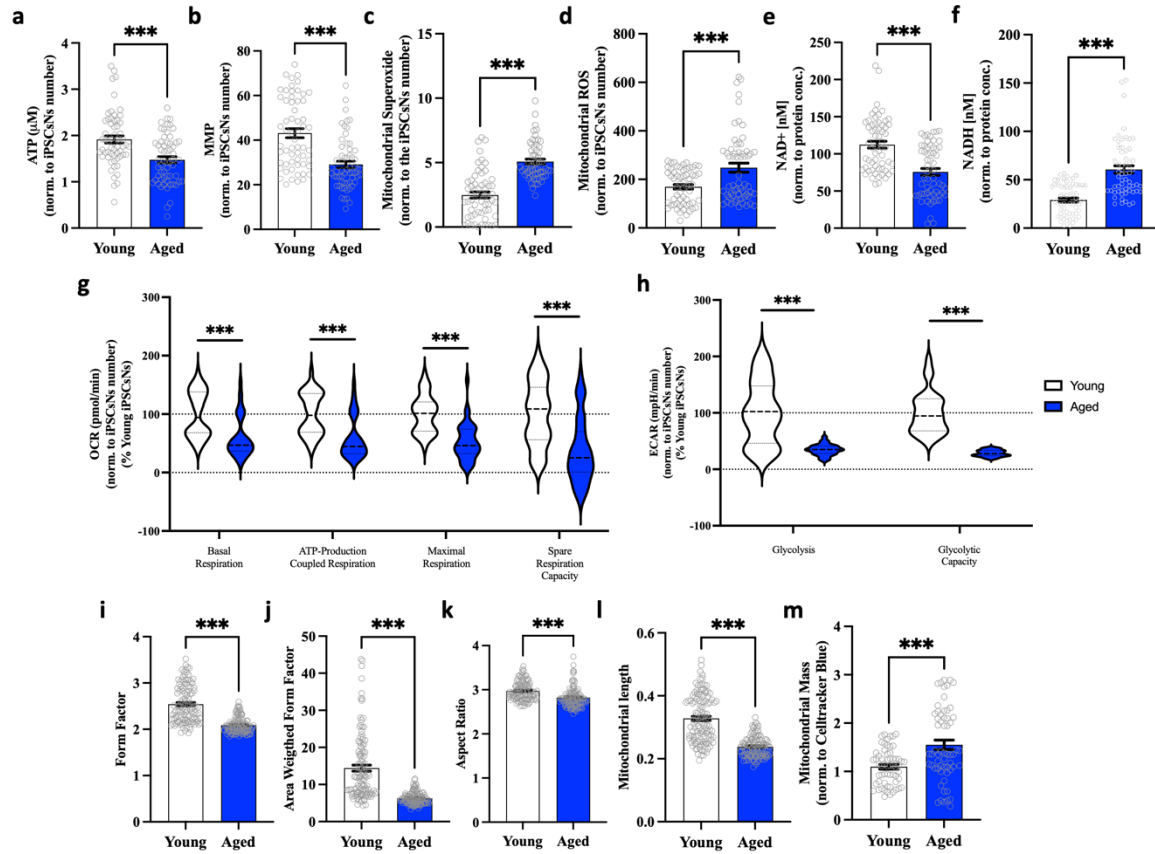 a
ATP (μM)
(norm. to iPSCsNs number)
4
3
2
1
0
***
Young Aged
b
MMP
(norm. to iPSCsNs number)
80
60
40
20
0
***
Young Aged
c
Mitochondrial Superoxide
(norm. to the iPSCsNs number)
15
10
5
0
***
Young Aged
d
Mitochondrial ROS
(norm. to iPSCsNs number)
800
600
400
200
0
***
Young Aged
e
NAD+ [nM]
(norm. to protein conc.)
250
200
150
100
50
0
***
Young Aged
f
NADH [nM]
(norm. to protein conc.)
200
150
100
50
0
***
Young Aged
g
OCR (pmol/min)
(norm. to iPSCsNs number)
(% Young iPSCsNs)
300
200
100
0
-100
***
***
***
***
Basal
Respiration
ATP-Production
Coupled Respiration
Maximal
Respiration
Spare
Respiration
Capacity
h
ECAR (mpH/min)
(norm. to iPSCsNs number)
(% Young iPSCsNs)
300
200
100
0
-100
***
***
Glycolysis
Glycolytic
Capacity
Young
Aged
i
Form Factor
4
3
2
1
0
***
Young Aged
j
Area Weigthed Form Factor
50
40
30
20
10
0
***
Young Aged
k
Aspect Ratio
4
3
2
1
0
***
Young Aged
l
Mitochondrial length
0.6
0.4
0.2
0.0
***
Young Aged
m
Mitochondrial Mass
(norm. to Celltracker Blue)
4
3
2
1
0
***
Young Aged